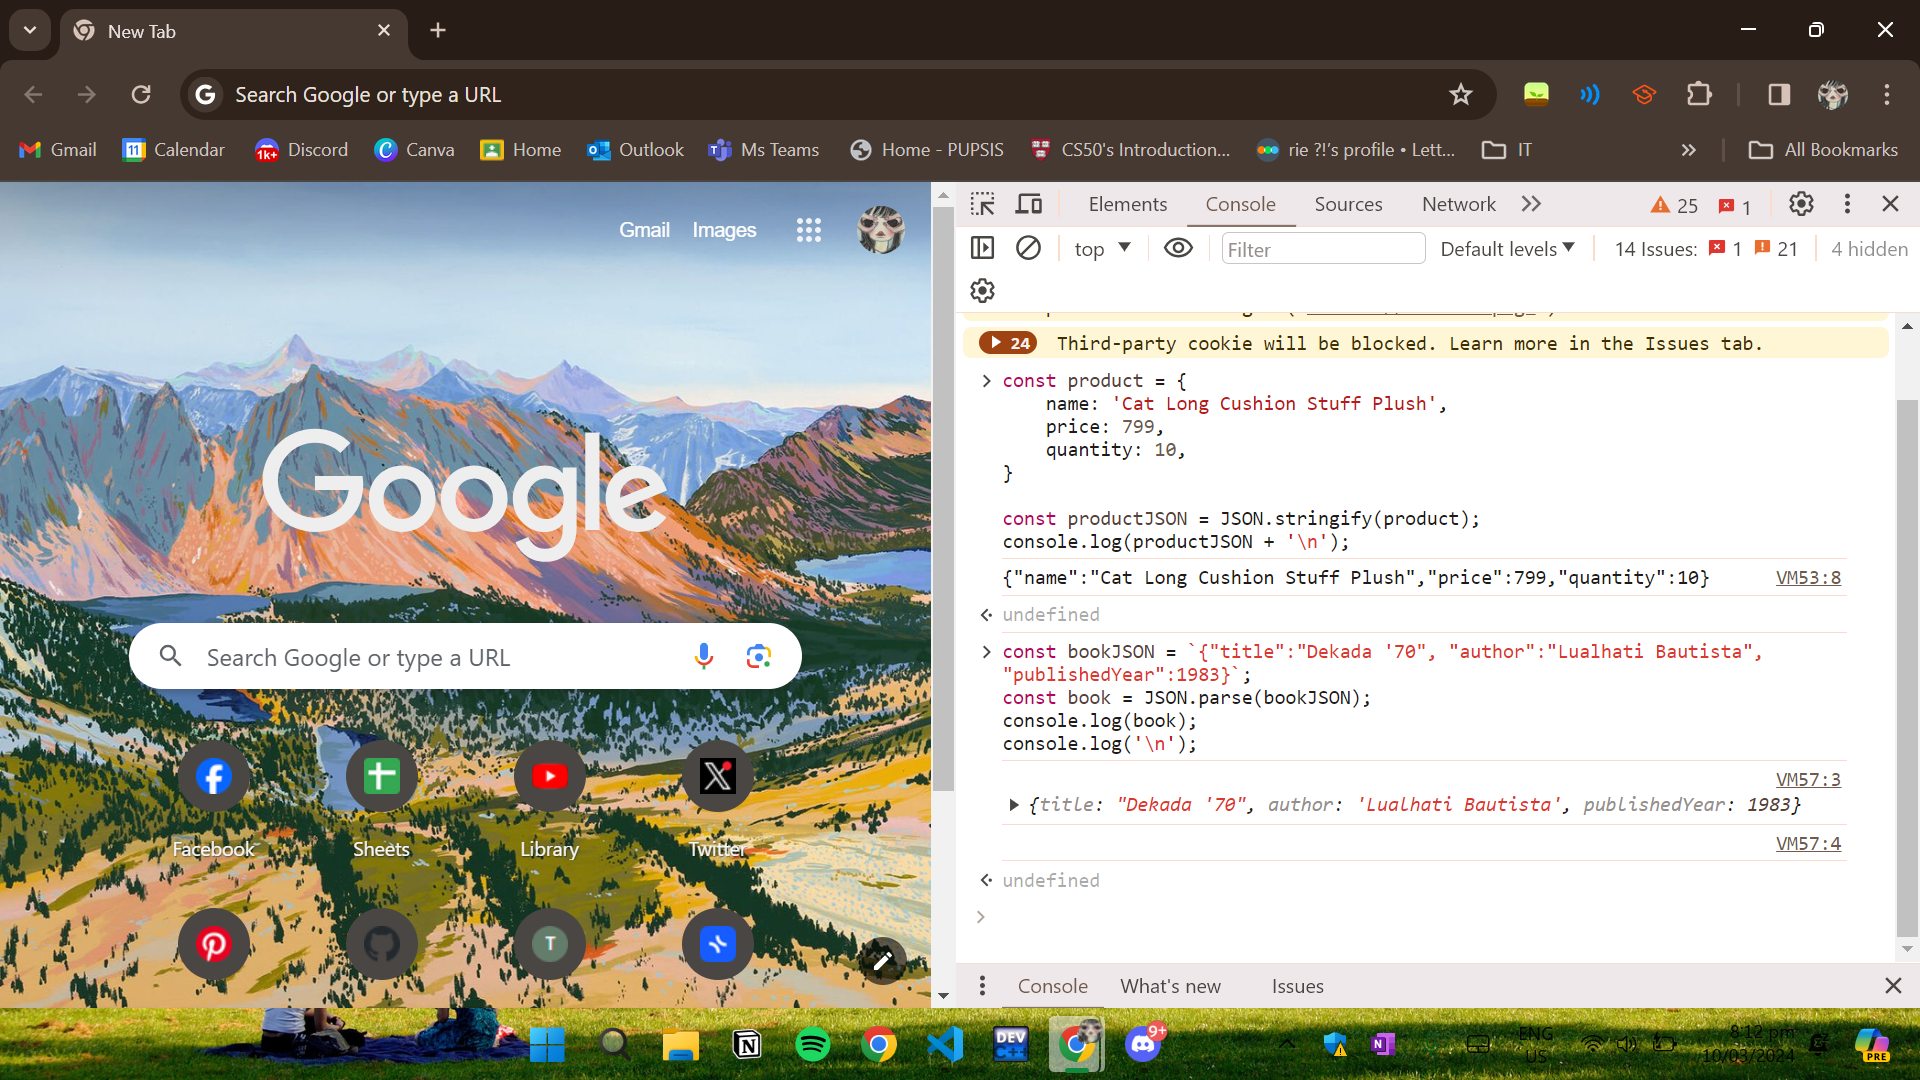 New Tab
Search Google or type a URL
Gmail
Calendar
Discord
Canva
Home
Outlook
Ms Teams
Home - PUPSIS
CS50's Introduction...
rie ?!'s profile • Lett...
IT
All Bookmarks
11
1k+
Gmail Images
Google
Search Google or type a URL
Facebook
Sheets
Library
Twitter
T
Elements
Console
Sources
Network
25
1
top
Filter
Default levels
14 Issues: 1 21
4 hidden
24 Third-party cookie will be blocked. Learn more in the Issues tab.
const product = {
name: 'Cat Long Cushion Stuff Plush',
price: 799,
quantity: 10,
}
const productJSON = JSON.stringify(product);
console.log(productJSON + '\n');
{"name":"Cat Long Cushion Stuff Plush","price":799,"quantity":10} VM53:8
undefined
const bookJSON = `{"title":"Dekada '70", "author":"Lualhati Bautista",
"publishedYear":1983}`;
const book = JSON.parse(bookJSON);
console.log(book);
console.log('\n');
VM57:3
{title: "Dekada '70", author: 'Lualhati Bautista', publishedYear: 1983}
VM57:4
undefined
Console
What's new
Issues
DEV
C++
9+
N
ENG
US
8:12 pm
10/03/2024
PRE